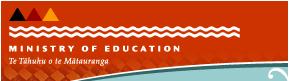 MINISTRY OF EDUCATION
Te Tāhuhu o te Mātauranga